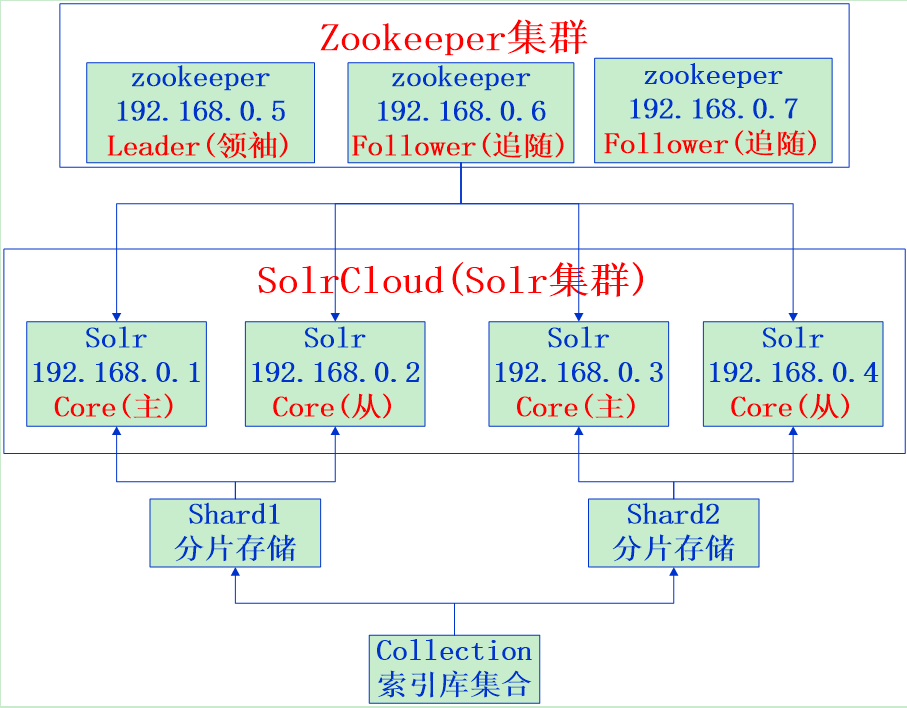 Zookeeper集群
zookeeper
192.168.0.5
Leader(领袖)
zookeeper
192.168.0.6
Follower(追随)
zookeeper
192.168.0.7
Follower(追随)
SolrCloud(Solr集群)
Solr
192.168.0.1
Core(主)
Solr
192.168.0.2
Core(从)
Solr
192.168.0.3
Core(主)
Solr
192.168.0.4
Core(从)
Shard1
分片存储
Shard2
分片存储
Collection
索引库集合